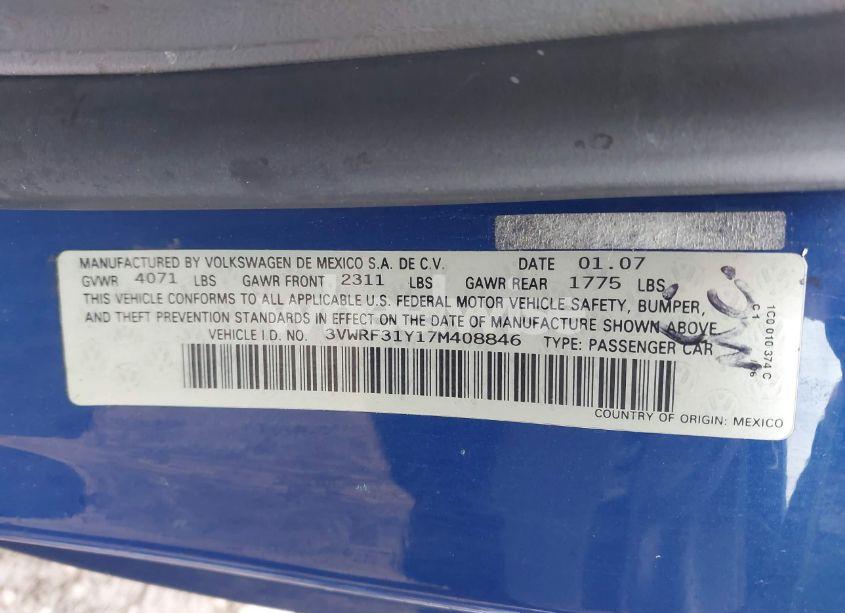 MANUFACTURED BY VOLKSWAGEN DE MEXICO S.A. DE C.V. DATE 01.07
GVWR 4071 LBS GAWR FRONT 2311 LBS GAWR REAR 1775 LBS
THIS VEHICLE CONFORMS TO ALL APPLICABLE U.S. FEDERAL MOTOR VEHICLE SAFETY, BUMPER,
AND THEFT PREVENTION STANDARDS IN EFFECT ON THE DATE OF MANUFACTURE SHOWN ABOVE
VEHICLE I.D. NO. 3VWRF31Y17M408846 TYPE: PASSENGER CAR
COUNTRY OF ORIGIN: MEXICO
1C0 010 374 C
C1